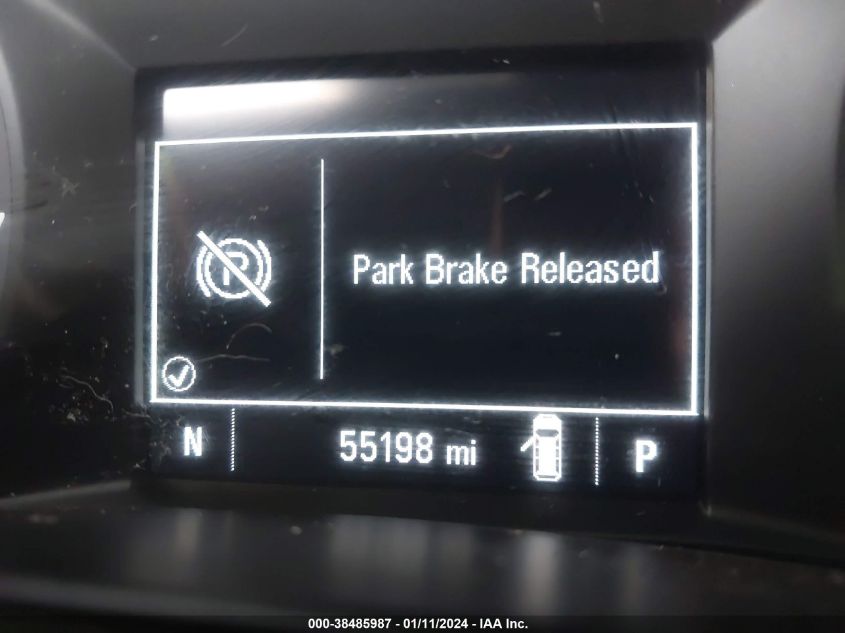 P
Park Brake Released
N 55198 mi P
000-38485987 - 01/11/2024 - IAA Inc.